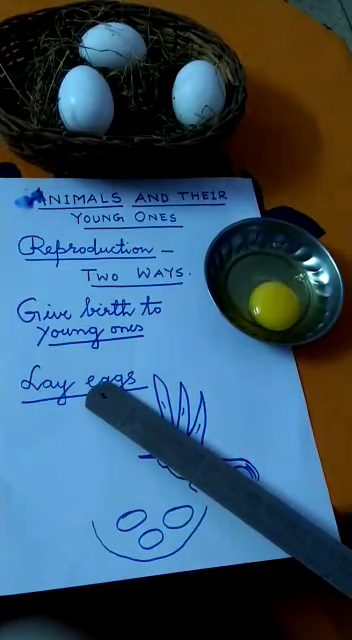 ANIMALS AND THEIR
YOUNG ONES
Reproduction –
TWO WAYS.
Give birth to
young ones
Lay eggs